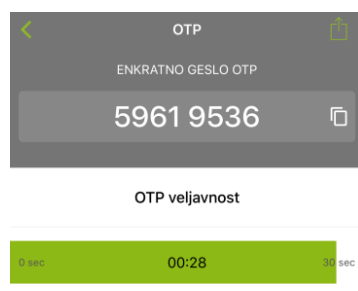 OTP
ENKRATNO GESLO OTP
5961 9536
OTP veljavnost
0 sec 00:28 30 sec